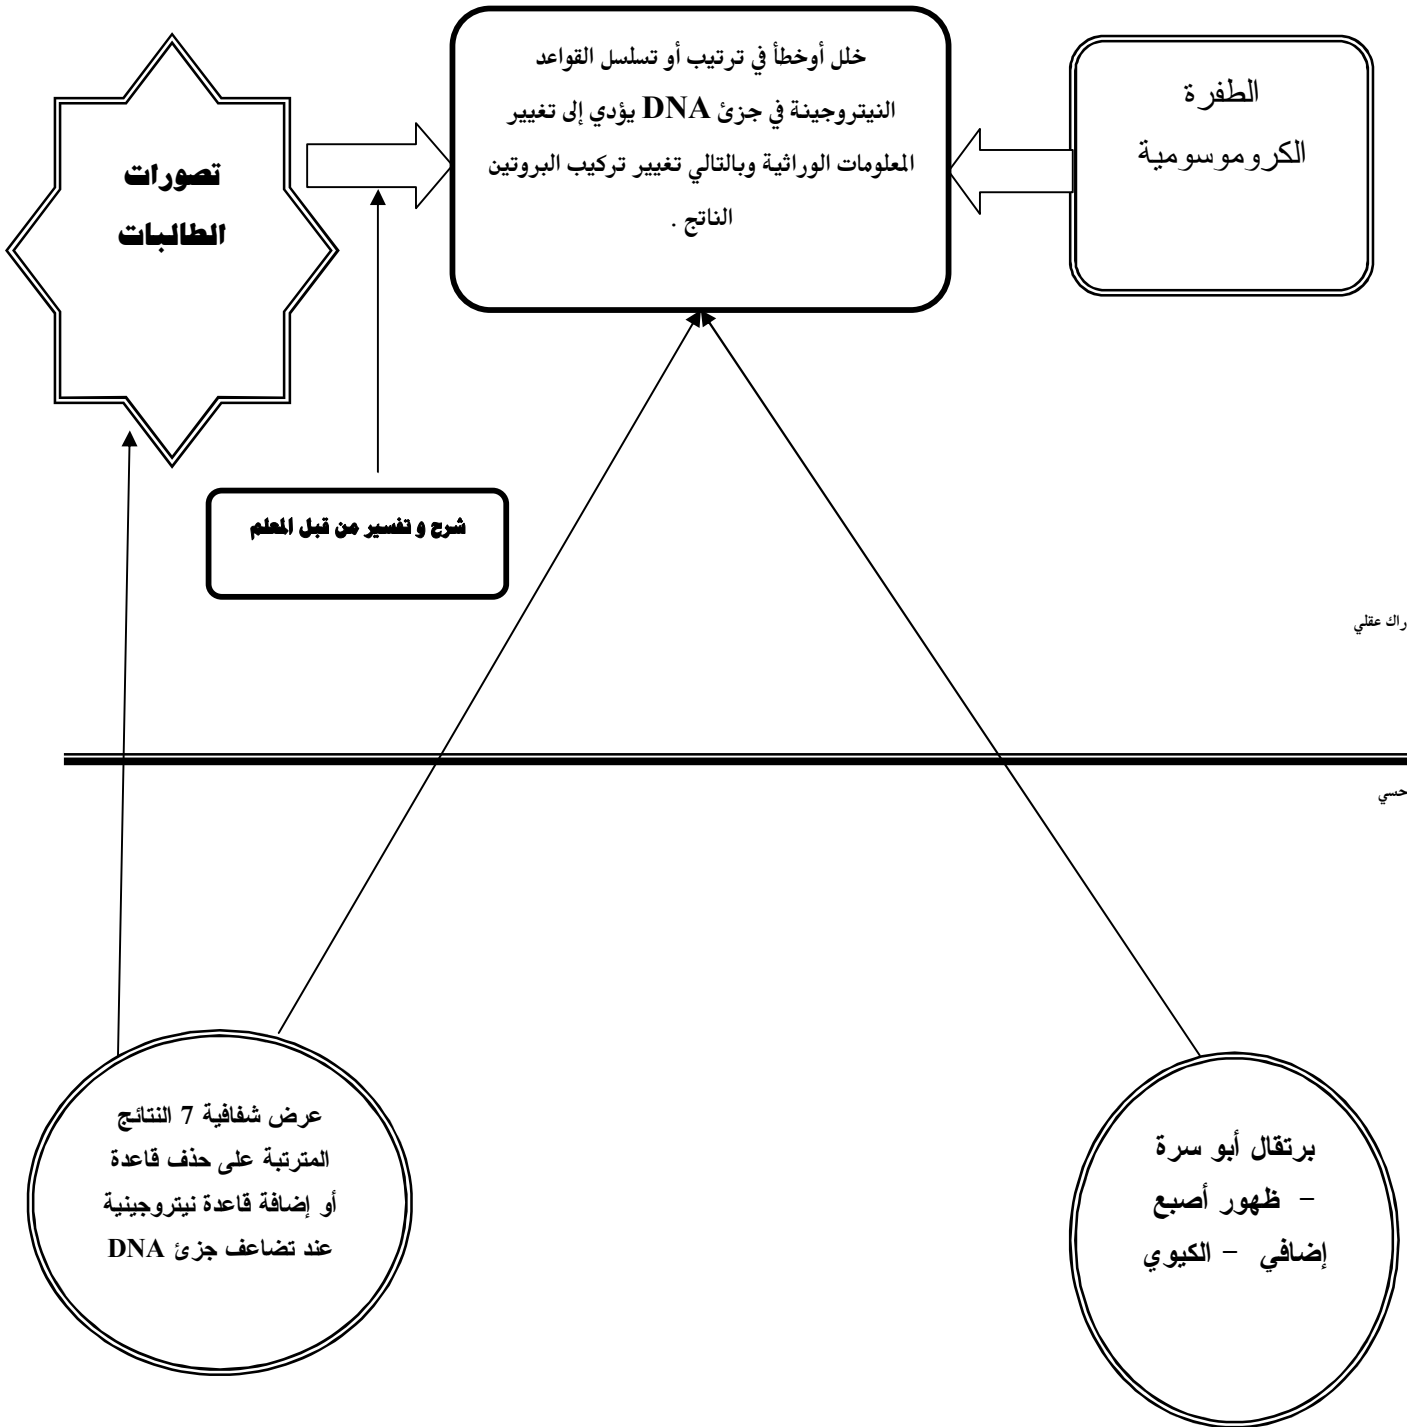 الطفرة
الكروموسومية
خلل أوخطأ في ترتيب أو تسلسل القواعد
النيتروجينة في جزئ DNA يؤدي إلى تغيير
المعلومات الوراثية وبالتالي تغيير تركيب البروتين
الناتج .
تصورات
الطالبات
شرح و تفسير من قبل المعلم
راك عقلي
حسي
برتقال أبو سرة
- ظهور أصبع
إضافي - الكيوي
عرض شفافية 7 النتائج
المترتبة على حذف قاعدة
أو إضافة قاعدة نيتروجينية
عند تضاعف جزئ DNA